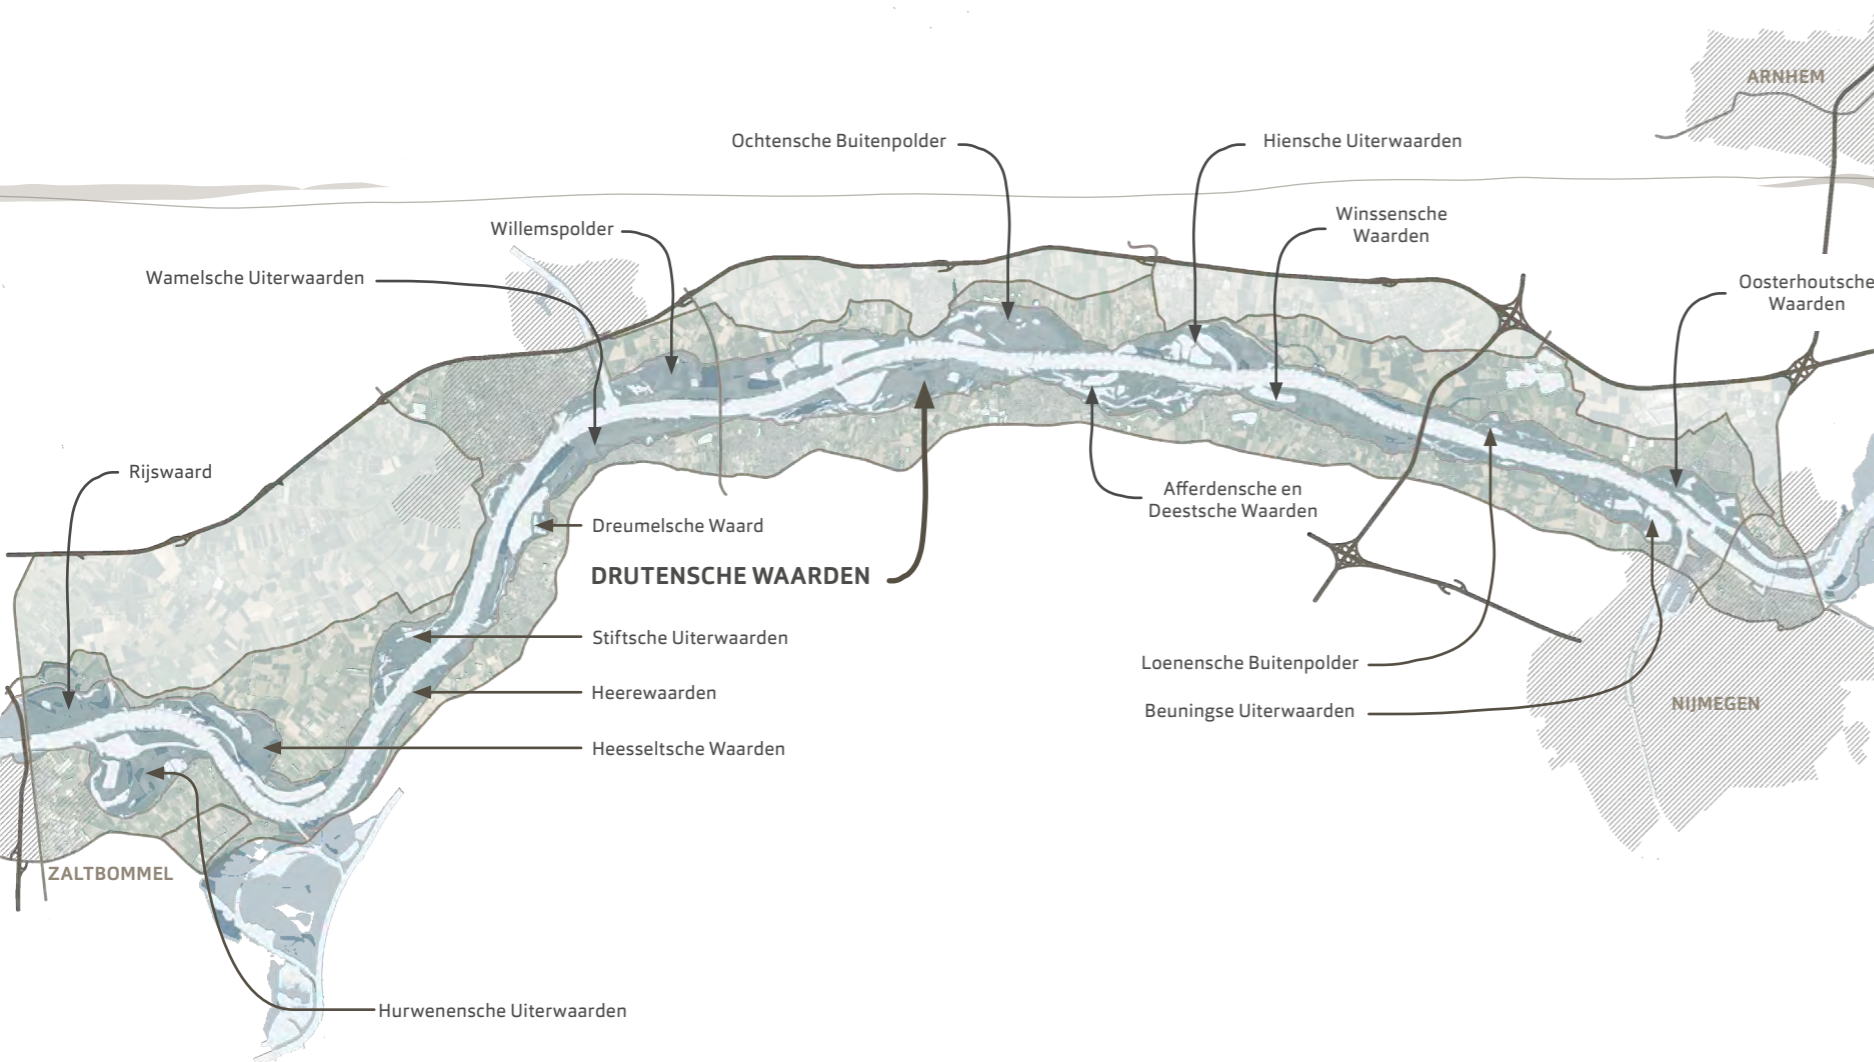 ARNHEM
Ochtensche Buitenpolder
Hiensche Uiterwaarden
Winssensche
Waarden
Willemspolder
Wamelsche Uiterwaarden
Oosterhoutsche
Waarden
Rijswaard
Afferdensche en
Deestsche Waarden
Dreumelsche Waard
DRUTENSCHE WAARDEN
Stiftsche Uiterwaarden
Loenensche Buitenpolder
Heerewaarden
Beuningse Uiterwaarden
NIJMEGEN
Heesseltsche Waarden
ZALTBOMMEL
Hurwenensche Uiterwaarden